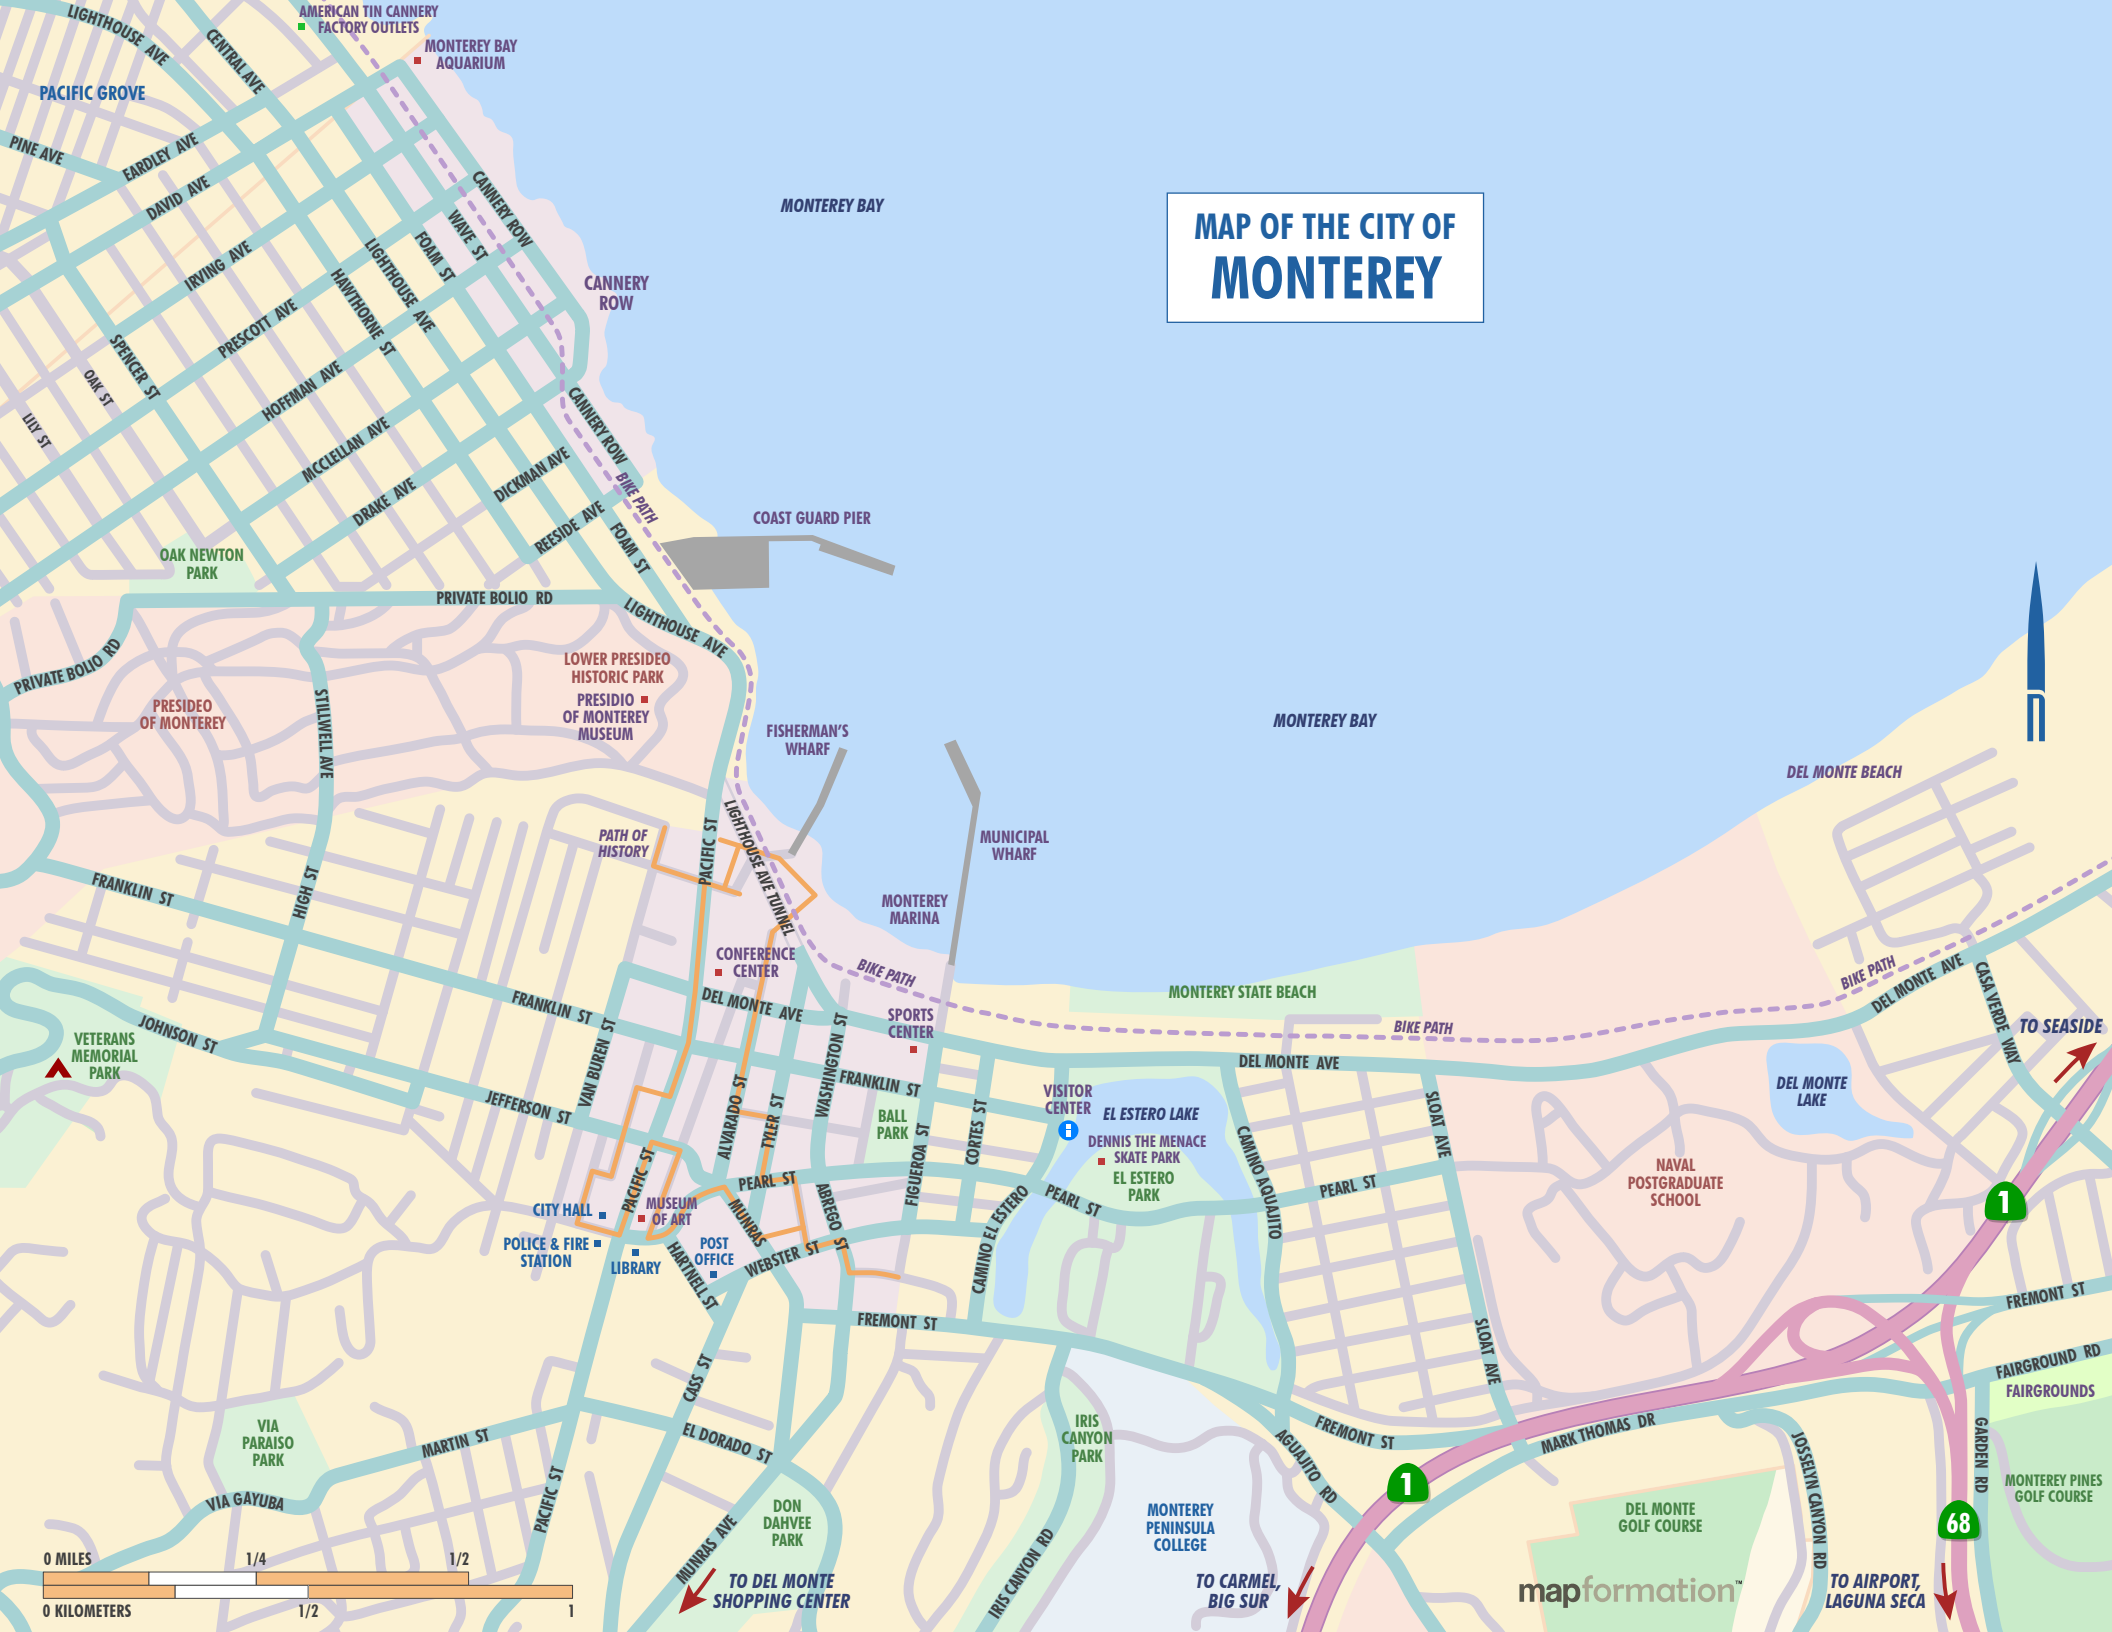 AMERICAN TIN CANNERY
FACTORY OUTLETS
MONTEREY BAY
AQUARIUM
LIGHTHOUSE AVE
CENTRAL AVE
PACIFIC GROVE
PINE AVE
EARDLEY AVE
DAVID AVE
IRVING AVE
PRESCOTT AVE
HOFFMAN AVE
MCCLELLAN AVE
DRAKE AVE
DICKMAN AVE
REESIDE AVE
CANNERY ROW
WAVE ST
FOAM ST
LIGHTHOUSE AVE
HAWTHORNE ST
SPENCER ST
OAK ST
LILY ST
CANNERY
ROW
CANNERY ROW
BIKE PATH
FOAM ST
MONTEREY BAY
MAP OF THE CITY OF
MONTEREY
COAST GUARD PIER
OAK NEWTON
PARK
PRIVATE BOLIO RD
LIGHTHOUSE AVE
PRIVATE BOLIO RD
LOWER PRESIDEO
HISTORIC PARK
PRESIDIO
OF MONTEREY
MUSEUM
PRESIDEO
OF MONTEREY
STILLWELL AVE
FISHERMAN'S
WHARF
MONTEREY BAY
n
DEL MONTE BEACH
PATH OF
HISTORY
PACIFIC ST
LIGHTHOUSE AVE TUNNEL
MUNICIPAL
WHARF
MONTEREY
MARINA
FRANKLIN ST
HIGH ST
CONFERENCE
CENTER
BIKE PATH
MONTEREY STATE BEACH
BIKE PATH
BIKE PATH
DEL MONTE AVE
CASA VERDE WAY
TO SEASIDE
FRANKLIN ST
DEL MONTE AVE
SPORTS
CENTER
DEL MONTE AVE
JOHNSON ST
VETERANS
MEMORIAL
PARK
VAN BUREN ST
JEFFERSON ST
ALVARADO ST
TYLER ST
WASHINGTON ST
FRANKLIN ST
BALL
PARK
FIGUEROA ST
CORTES ST
VISITOR
CENTER
EL ESTERO LAKE
DENNIS THE MENACE
SKATE PARK
EL ESTERO
PARK
CAMINO AQUAJITO
SLOAT AVE
DEL MONTE
LAKE
NAVAL
POSTGRADUATE
SCHOOL
1
PEARL ST
PEARL ST
PEARL ST
CITY HALL
PACIFIC ST
MUSEUM
OF ART
MUNRAS
ABREGO ST
CAMINO EL ESTERO
POLICE & FIRE
STATION
LIBRARY
HARTNELL ST
POST
OFFICE
WEBSTER ST
FREMONT ST
FREMONT ST
FAIRGROUND RD
FAIRGROUNDS
SLOAT AVE
CASS ST
EL DORADO ST
VIA
PARAISO
PARK
MARTIN ST
VIA GAYUBA
PACIFIC ST
IRIS
CANYON
PARK
FREMONT ST
AGUAJITO RD
MARK THOMAS DR
JOSSELYN CANYON RD
GARDEN RD
MONTEREY PINES
GOLF COURSE
1
68
DON
DAHVEE
PARK
MUNRAS AVE
IRIS CANYON RD
MONTEREY
PENINSULA
COLLEGE
DEL MONTE
GOLF COURSE
TO DEL MONTE
SHOPPING CENTER
TO CARMEL,
BIG SUR
TO AIRPORT,
LAGUNA SECA
mapformation™
0 MILES 1/4 1/2
0 KILOMETERS 1/2 1